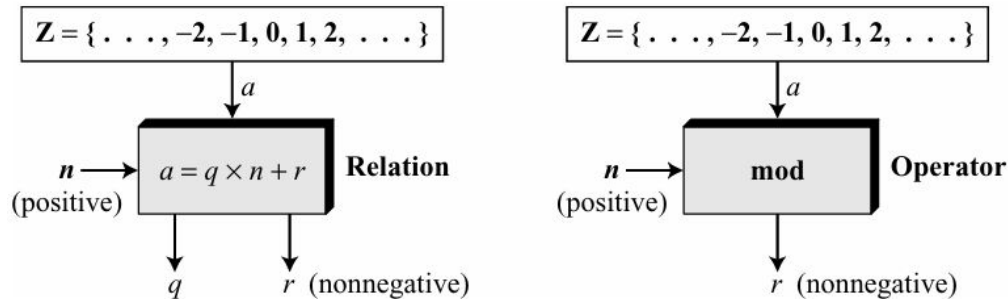 Z = { . . . , −2, −1, 0, 1, 2, . . . }
a
n
(positive)
a = q × n + r
Relation
q
r (nonnegative)
Z = { . . . , −2, −1, 0, 1, 2, . . . }
a
n
(positive)
mod
Operator
r (nonnegative)